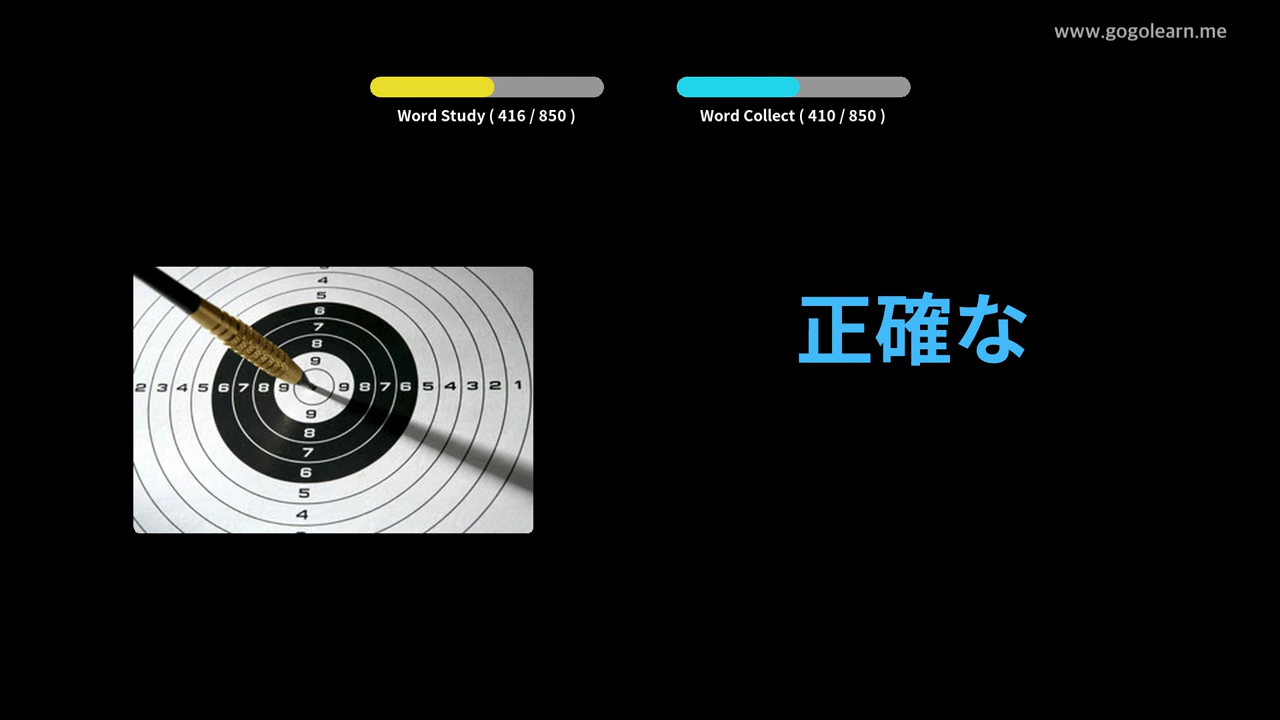 www.gogolearn.me
Word Study ( 416 / 850 )
Word Collect ( 410 / 850 )
正確な
4
5
6
7
8
9
2 3 4 5 6 7 8 9 9 8 7 6 5 4 3 2 1
9
8
7
6
5
4